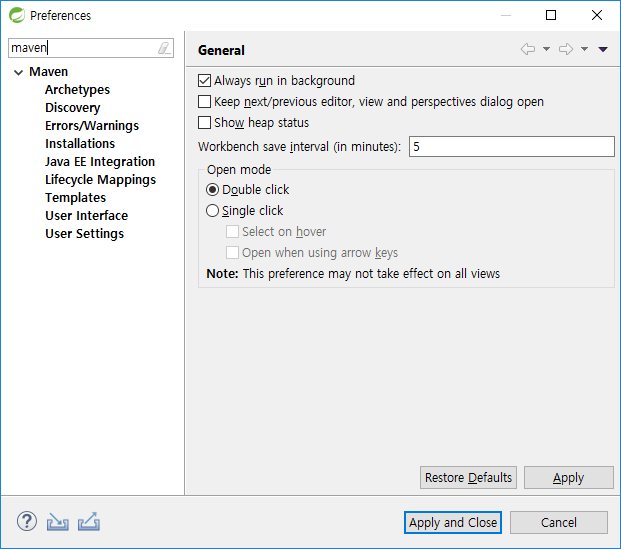 Preferences
maven
Maven
Archetypes
Discovery
Errors/Warnings
Installations
Java EE Integration
Lifecycle Mappings
Templates
User Interface
User Settings
General
Always run in background
Keep next/previous editor, view and perspectives dialog open
Show heap status
Workbench save interval (in minutes): 5
Open mode
Double click
Single click
Select on hover
Open when using arrow keys
Note: This preference may not take effect on all views
Restore Defaults Apply
? Apply and Close Cancel